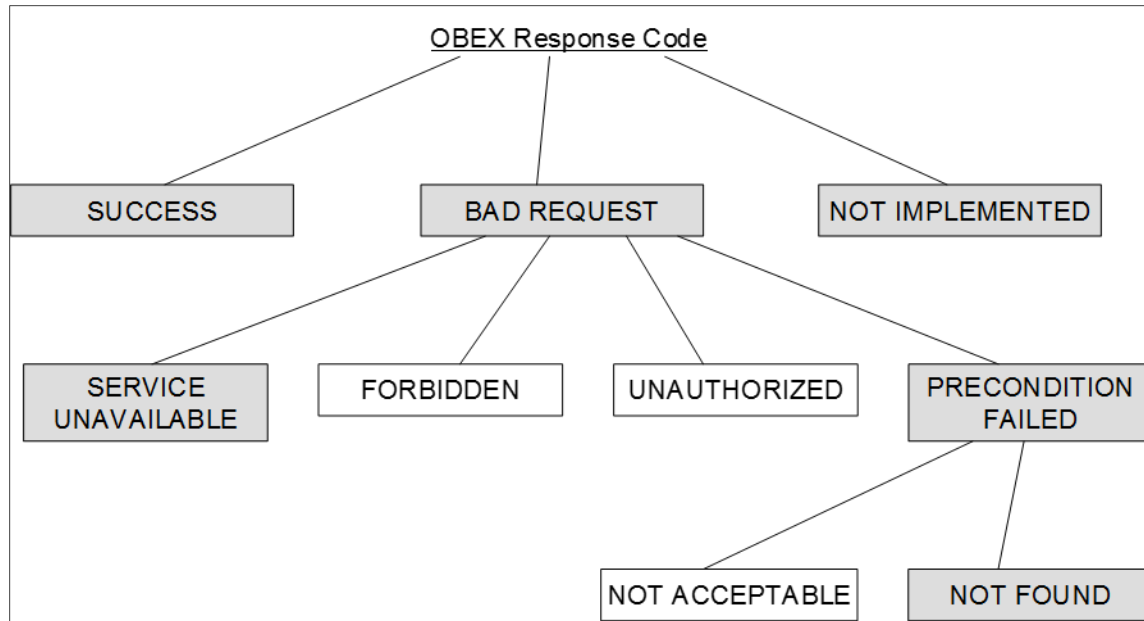 OBEX Response Code
SUCCESS
BAD REQUEST
NOT IMPLEMENTED
SERVICE
UNAVAILABLE
FORBIDDEN
UNAUTHORIZED
PRECONDITION
FAILED
NOT ACCEPTABLE
NOT FOUND